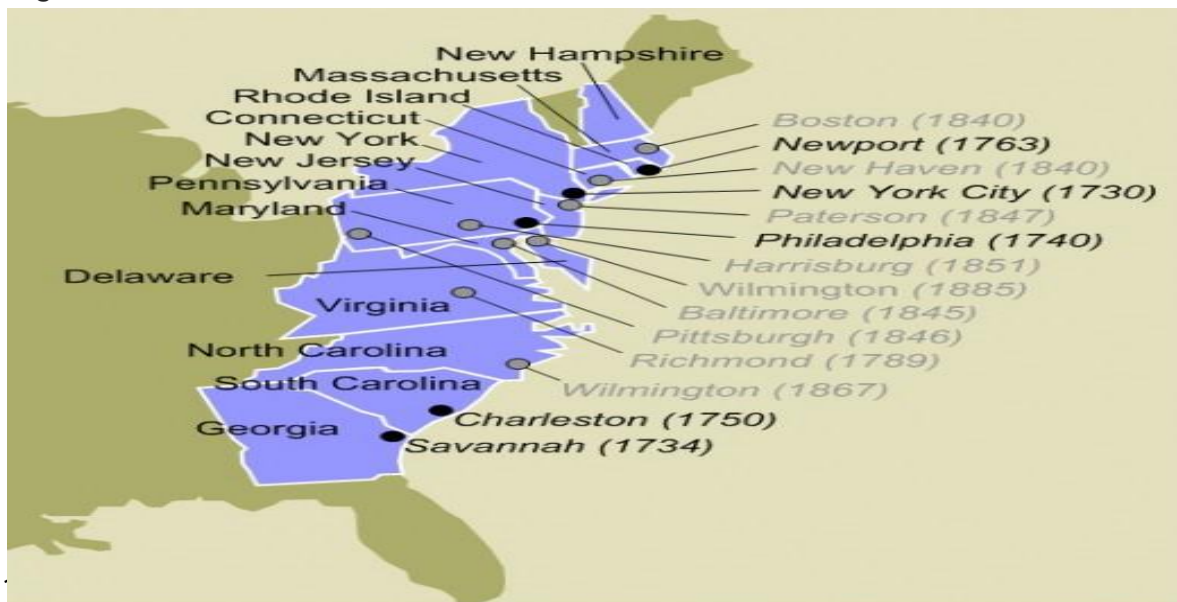 New Hampshire
Massachusetts
Rhode Island
Connecticut
New York
New Jersey
Pennsylvania
Maryland
Delaware
Virginia
North Carolina
South Carolina
Georgia
Boston (1840)
Newport (1763)
New Haven (1840)
New York City (1730)
Paterson (1847)
Philadelphia (1740)
Harrisburg (1851)
Wilmington (1885)
Baltimore (1845)
Pittsburgh (1846)
Richmond (1789)
Wilmington (1867)
Charleston (1750)
Savannah (1734)